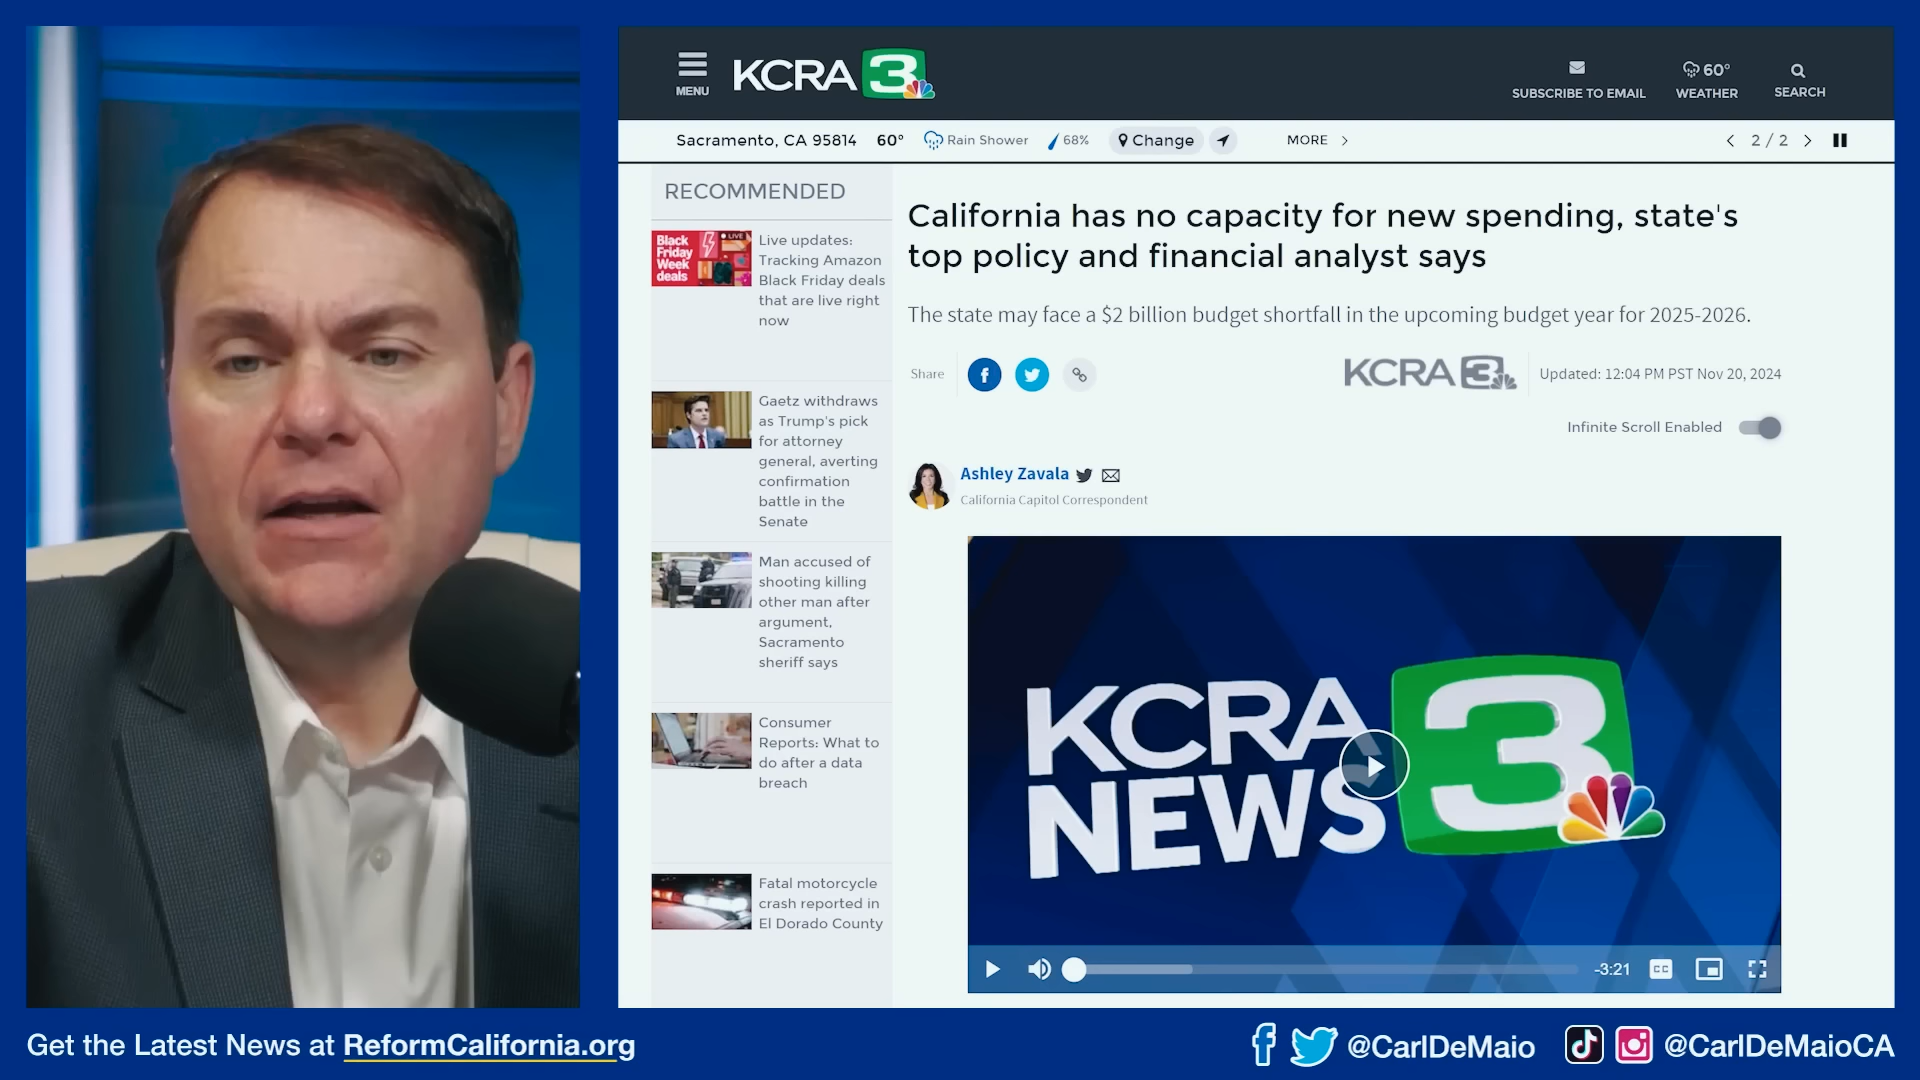 MENU
KCRA 3
SUBSCRIBE TO EMAIL
60°
WEATHER
SEARCH
Sacramento, CA 95814
60°
Rain Shower
68%
Change
MORE
2 / 2
RECOMMENDED
Black
Friday
Week
deals
LIVE
Live updates:
Tracking Amazon
Black Friday deals
that are live right
now
Gaetz withdraws
as Trump's pick
for attorney
general, averting
confirmation
battle in the
Senate
Man accused of
shooting killing
other man after
argument,
Sacramento
sheriff says
Consumer
Reports: What to
do after a data
breach
Fatal motorcycle
crash reported in
El Dorado County
California has no capacity for new spending, state's
top policy and financial analyst says
The state may face a $2 billion budget shortfall in the upcoming budget year for 2025-2026.
Share
KCRA 3
Updated: 12:04 PM PST Nov 20, 2024
Infinite Scroll Enabled
Ashley Zavala
California Capitol Correspondent
KCRA 3
NEWS
-3:21
CC
Get the Latest News at ReformCalifornia.org
@CarlDeMaio
@CarlDeMaioCA